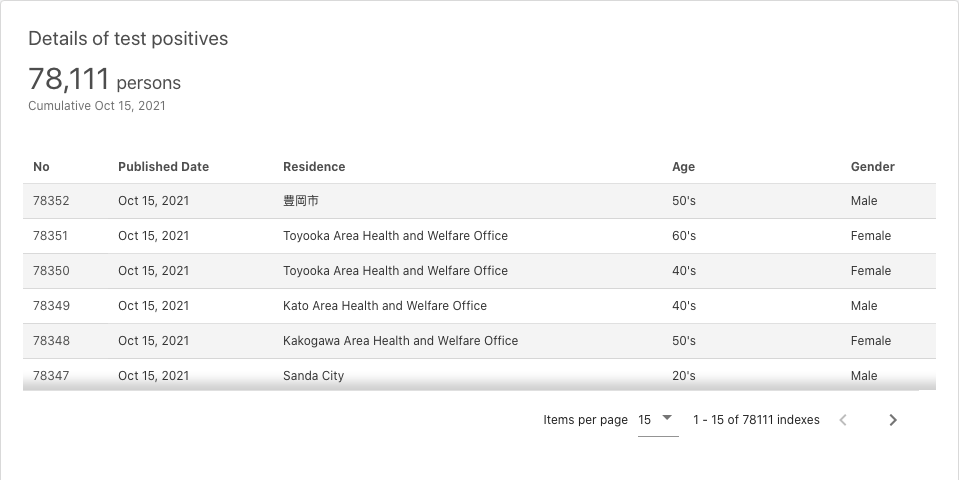 Details of test positives
78,111 persons
Cumulative Oct 15, 2021
No Published Date Residence Age Gender
78352 Oct 15, 2021 豊岡市 50's Male
78351 Oct 15, 2021 Toyooka Area Health and Welfare Office 60's Female
78350 Oct 15, 2021 Toyooka Area Health and Welfare Office 40's Female
78349 Oct 15, 2021 Kato Area Health and Welfare Office 40's Male
78348 Oct 15, 2021 Kakogawa Area Health and Welfare Office 50's Female
78347 Oct 15, 2021 Sanda City 20's Male
Items per page 15 1 - 15 of 78111 indexes